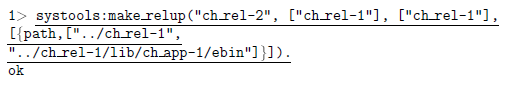 1> systools:make_relup("ch_rel-2", ["ch_rel-1"], ["ch_rel-1"],
[{path,["../ch_rel-1",
"../ch_rel-1/lib/ch_app-1/ebin"]}]).
ok